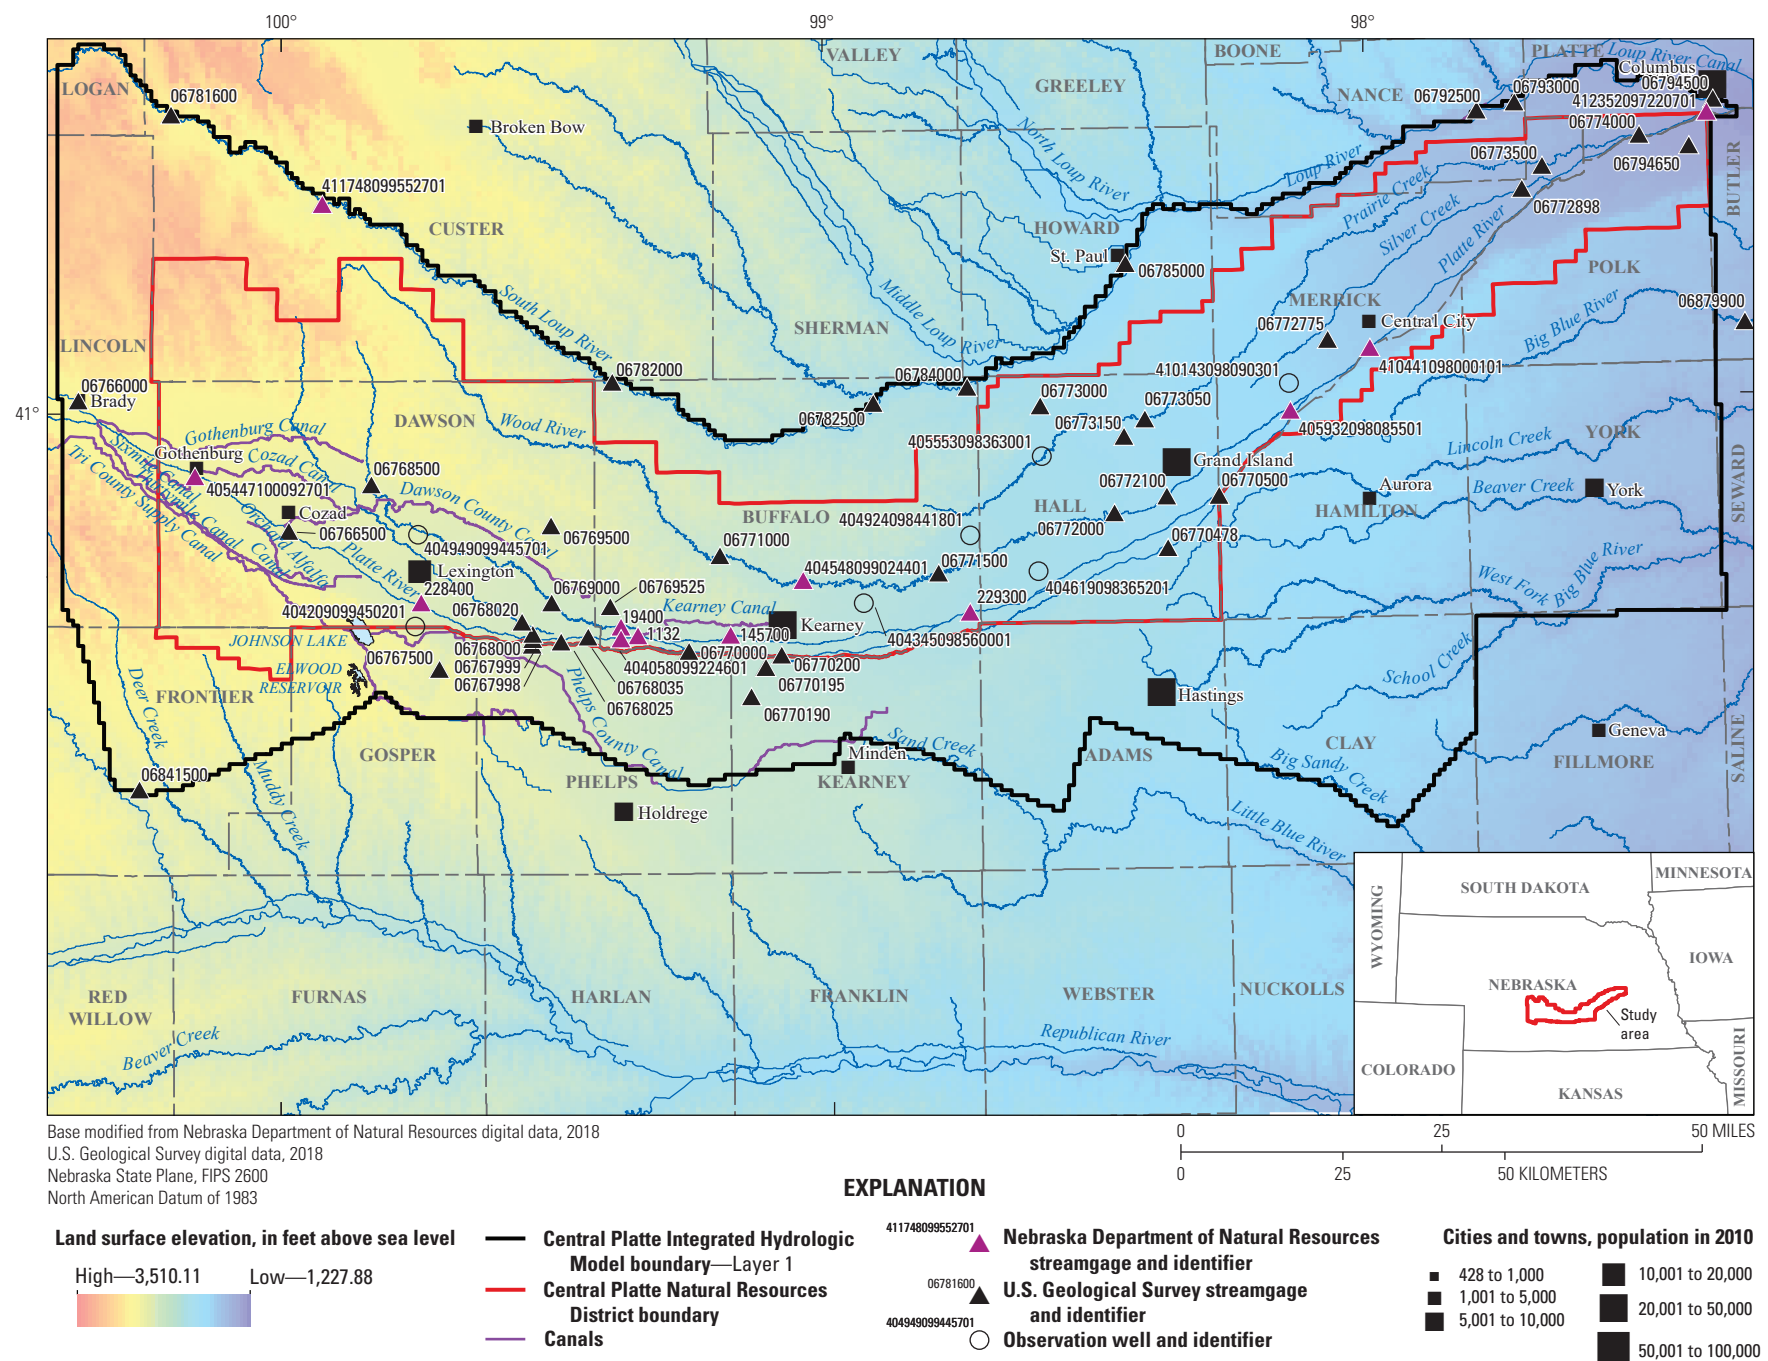 100°
99°
98°
41°
LOGAN
VALLEY
GREELEY
BOONE
PLATTE
NANCE
BUTLER
CUSTER
HOWARD
SHERMAN
MERRICK
POLK
LINCOLN
DAWSON
BUFFALO
HALL
HAMILTON
YORK
SEWARD
FRONTIER
GOSPER
PHELPS
KEARNEY
ADAMS
CLAY
FILLMORE
SALINE
RED
WILLOW
FURNAS
HARLAN
FRANKLIN
WEBSTER
NUCKOLLS
Loup River Canal
Columbus
06794500
06793000
06792500
412352097220701
06774000
06794650
06773500
06772898
06781600
Broken Bow
411748099552701
North Loup River
Loup River
Prairie Creek
Silver Creek
Platte River
St. Paul
06785000
South Loup River
Middle Loup River
Big Blue River
06879900
06772775
Central City
410441098000101
410143098090301
06782000
06784000
06782500
06773000
06773050
06773150
405932098085501
405553098363001
Lincoln Creek
06766000
Brady
Gothenburg Canal
Gothenburg
Cozad Canal
Sixmile Canal
Thirtymile Canal
Tri County Supply Canal
Orchard Alfalfa
Canal
405447100092701
Cozad
06766500
06768500
Dawson County Canal
Wood River
Grand Island
06770500
06772100
06772000
06770478
Aurora
Beaver Creek
York
404924098441801
404949099445701
06769500
06771000
Lexington
Platte River
228400
06769000
06769525
404548099024401
06771500
404619098365201
229300
West Fork
Big Blue River
404209099450201
06768020
19400
1132
Kearney Canal
145700
Kearney
404345098560001
JOHNSON LAKE
ELWOOD
RESERVOIR
06767500
06768000
06767999
06767998
06770000
404058099224601
06770200
06770195
06770190
06768035
06768025
Phelps County Canal
School Creek
Hastings
Geneva
Deer Creek
Muddy Creek
06841500
Sand Creek
Minden
Holdrege
Big Sandy Creek
Little Blue River
Beaver Creek
Republican River
WYOMING
SOUTH DAKOTA
MINNESOTA
IOWA
NEBRASKA
Study
area
COLORADO
KANSAS
MISSOURI
Base modified from Nebraska Department of Natural Resources digital data, 2018
U.S. Geological Survey digital data, 2018
Nebraska State Plane, FIPS 2600
North American Datum of 1983
0 25 50 MILES
0 25 50 KILOMETERS
EXPLANATION
Land surface elevation, in feet above sea level
High—3,510.11 Low—1,227.88
Central Platte Integrated Hydrologic
Model boundary—Layer 1
Central Platte Natural Resources
District boundary
Canals
411748099552701
Nebraska Department of Natural Resources
streamgage and identifier
06781600
U.S. Geological Survey streamgage
and identifier
404949099445701
Observation well and identifier
Cities and towns, population in 2010
428 to 1,000
1,001 to 5,000
5,001 to 10,000
10,001 to 20,000
20,001 to 50,000
50,001 to 100,000